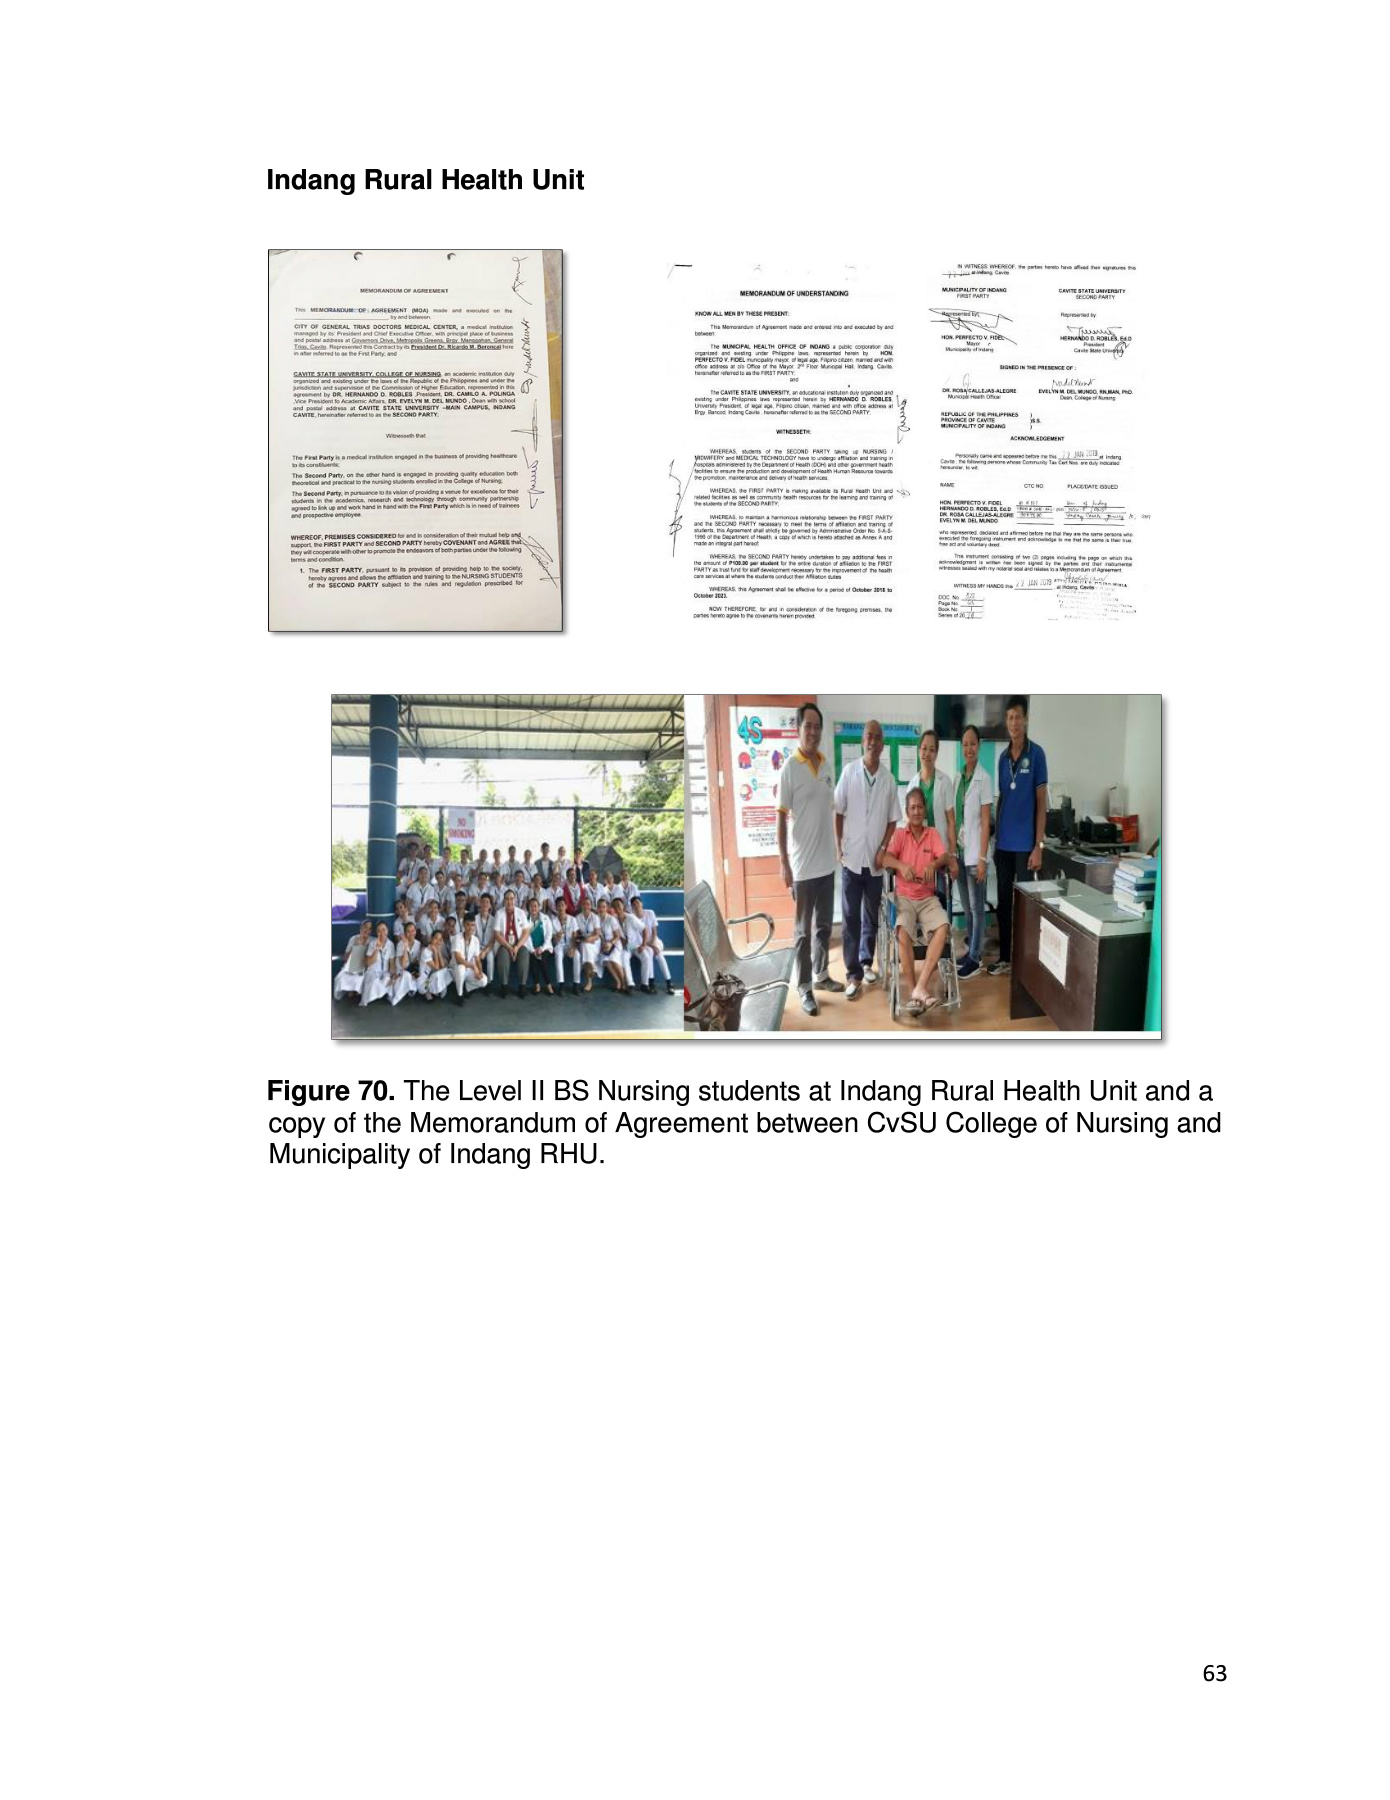 Indang Rural Health Unit
MEMORANDUM OF AGREEMENT
This MEMORANDUM OF AGREEMENT (MOA) made and executed on the
by and between.
CITY OF GENERAL TRIAS DOCTORS MEDICAL CENTER, a medical institution
managed by its' President and Chief Executive Officer, with principal place of business
and postal address at Governors Drive, Metropolis Greens, Brgy. Manggahan, General
Trias, Cavite. Represented this Contract by its President Dr. Ricardo M. Beroncal here
in after referred to as the First Party; and
CAVITE STATE UNIVERSITY, COLLEGE OF NURSING, an academic institution duly
organized and existing under the laws of the Republic of the Philippines and under the
jurisdiction and supervision of the Commission of Higher Education, represented in this
agreement by DR. HERNANDO D. ROBLES ,President, DR. CAMILO A. POLINGA
,Vice President fo Academic Affairs, DR. EVELYN M. DEL MUNDO , Dean with school
and postal address at CAVITE STATE UNIVERSITY –MAIN CAMPUS, INDANG
CAVITE, hereinafter referred to as the SECOND PARTY.
Witnesseth that
The First Party is a medical institution engaged in the business of providing healthcare
to its constituents;
The Second Party, on the other hand is engaged in providing quality education both
theoretical and practical to the nursing students enrolled in the College of Nursing;
The Second Party, in pursuance to its vision of providing a venue for excellence for their
students in the academics, research and technology through community partnership
agreed to link up and work hand in hand with the First Party which is in need of trainees
and prospective employee.
WHEREOF, PREMISES CONSIDERED for and in consideration of their mutual help and
support, the FIRST PARTY and SECOND PARTY hereby COVENANT and AGREE that
they will cooperate with other to promote the endeavors of both parties under the following
terms and condition.
1. The FIRST PARTY, pursuant to its provision of providing help to the society,
hereby agrees and allows the affiliation and training to the NURSING STUDENTS
of the SECOND PARTY subject to the rules and regulation prescribed for
MEMORANDUM OF UNDERSTANDING
KNOW ALL MEN BY THESE PRESENT:
This Memorandum of Agreement made and entered into and executed by and
between:
The MUNICIPAL HEALTH OFFICE OF INDANG a public corporation duly
organized and existing under Philippine laws, represented herein by HON.
PERFECTO V. FIDEL municipality mayor, of legal age, Filipino citizen, married and with
office address at c/o Office of the Mayor, 2nd Floor Municipal Hall, Indang, Cavite,
hereinafter referred to as the FIRST PARTY;
and
The CAVITE STATE UNIVERSITY, an educational institution duly organized and
existing under Philippines laws represented herein by HERNANDO D. ROBLES,
University President, of legal age, Filipino citizen, married and with office address at
Brgy. Bancod, Indang Cavite , hereinafter referred to as the SECOND PARTY.
WITNESSETH:
WHEREAS, students of the SECOND PARTY taking up NURSING /
MIDWIFERY and MEDICAL TECHNOLOGY have to undergo affiliation and training in
hospitals administered by the Department of Health (DOH) and other government health
facilities to ensure the production and development of Health Human Resource towards
the promotion, maintenance and delivery of health services;
WHEREAS, the FIRST PARTY is making available its Rural Health Unit and
related facilities as well as community health resources for the learning and training of
the students of the SECOND PARTY;
WHEREAS, to maintain a harmonious relationship between the FIRST PARTY
and the SECOND PARTY necessary to meet the terms of affiliation and training of
students, this Agreement shall strictly be governed by Administrative Order No. 5-A-S-
1998 of the Department of Health, a copy of which is hereto attached as Annex A and
made an integral part hereof;
WHEREAS, the SECOND PARTY hereby undertakes to pay additional fees in
the amount of P100.00 per student for the entire duration of affiliation to the FIRST
PARTY as trust fund for staff development necessary for the improvement of the health
care services at where the students conduct their Affiliation duties
WHEREAS, this Agreement shall be effective for a period of October 2018 to
October 2023.
NOW THEREFORE, for and in consideration of the foregoing premises, the
parties hereto agree to the covenants herein provided:
IN WITNESS WHEREOF, the parties hereto have affixed their signatures this
at Indang, Cavite
MUNICIPALITY OF INDANG CAVITE STATE UNIVERSITY
FIRST PARTY SECOND PARTY
Represented by: Represented by
HON. PERFECTO V. FIDEL HERNANDO D. ROBLES, Ed.D
Mayor President
Municipality of Indang Cavite State University
SIGNED IN THE PRESENCE OF :
DR. ROSA CALLEJAS-ALEGRE EVELYN M. DEL MUNDO, RN,MAN, PhD.
Municipal Health Officer Dean, College of Nursing
REPUBLIC OF THE PHILIPPINES )
PROVINCE OF CAVITE )S.S.
MUNICIPALITY OF INDANG )
ACKNOWLEDGEMENT
Personally came and appeared before me this 22 JAN 2019 at Indang,
Cavite , the following persons whose Community Tax Cert Nos. are duly indicated
hereunder, to wit:
NAME CTC NO. PLACE/DATE ISSUED
HON. PERFECTO V. FIDEL
HERNANDO D. ROBLES, Ed.D
DR. ROSA CALLEJAS-ALEGRE
EVELYN M. DEL MUNDO
who represented, declared and affirmed before me that they are the same persons who
executed the foregoing instrument and acknowledge to me that the same is their true,
free act and voluntary deed.
This instrument consisting of two (2) pages including the page on which this
acknowledgment is written has been signed by the parties and their instrumental
witnesses sealed with my notarial seal and relates to a Memorandum of Agreement.
WITNESS MY HANDS this 22 JAN 2019 at Indang, Cavite
DOC. No.
Page No.
Book No.
Series of 20
NO
SMOKING
4S
Figure 70. The Level II BS Nursing students at Indang Rural Health Unit and a
copy of the Memorandum of Agreement between CvSU College of Nursing and
Municipality of Indang RHU.
63